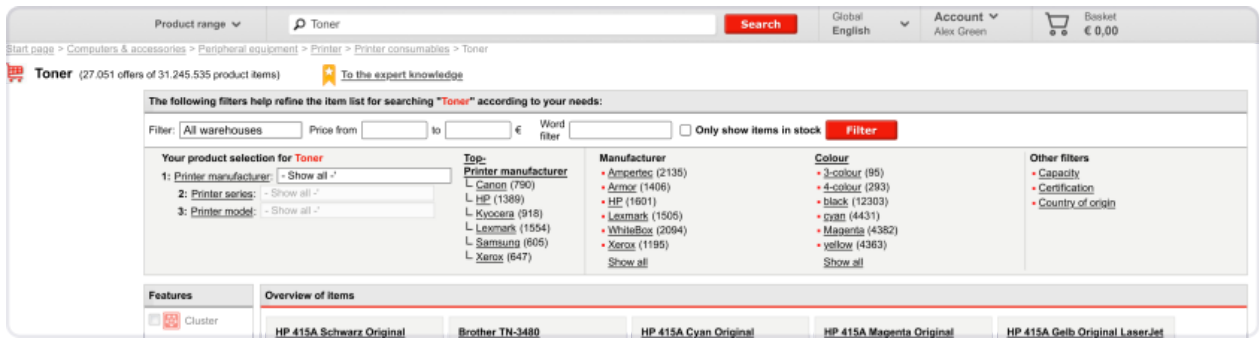 Product range
Toner
Search
Global
English
Account
Alex Green
Basket
€ 0,00
Start page > Computers & accessories > Peripheral equipment > Printer > Printer consumables > Toner
Toner (27.051 offers of 31.245.535 product items)
To the expert knowledge
The following filters help refine the item list for searching "Toner" according to your needs:
Filter: All warehouses
Price from
to
€
Word
filter
Only show items in stock
Filter
Your product selection for Toner
1: Printer manufacturer: - Show all -'
2: Printer series: - Show all -'
3: Printer model: - Show all -'
Top-
Printer manufacturer
Canon (790)
HP (1389)
Kyocera (918)
Lexmark (1554)
Samsung (605)
Xerox (647)
Manufacturer
Ampertec (2135)
Armor (1406)
HP (1601)
Lexmark (1505)
WhiteBox (2094)
Xerox (1195)
Show all
Colour
3-colour (95)
4-colour (293)
black (12303)
cyan (4431)
Magenta (4382)
yellow (4363)
Show all
Other filters
Capacity
Certification
Country of origin
Features
Cluster
Overview of items
HP 415A Schwarz Original
Brother TN-3480
HP 415A Cyan Original
HP 415A Magenta Original
HP 415A Gelb Original LaserJet